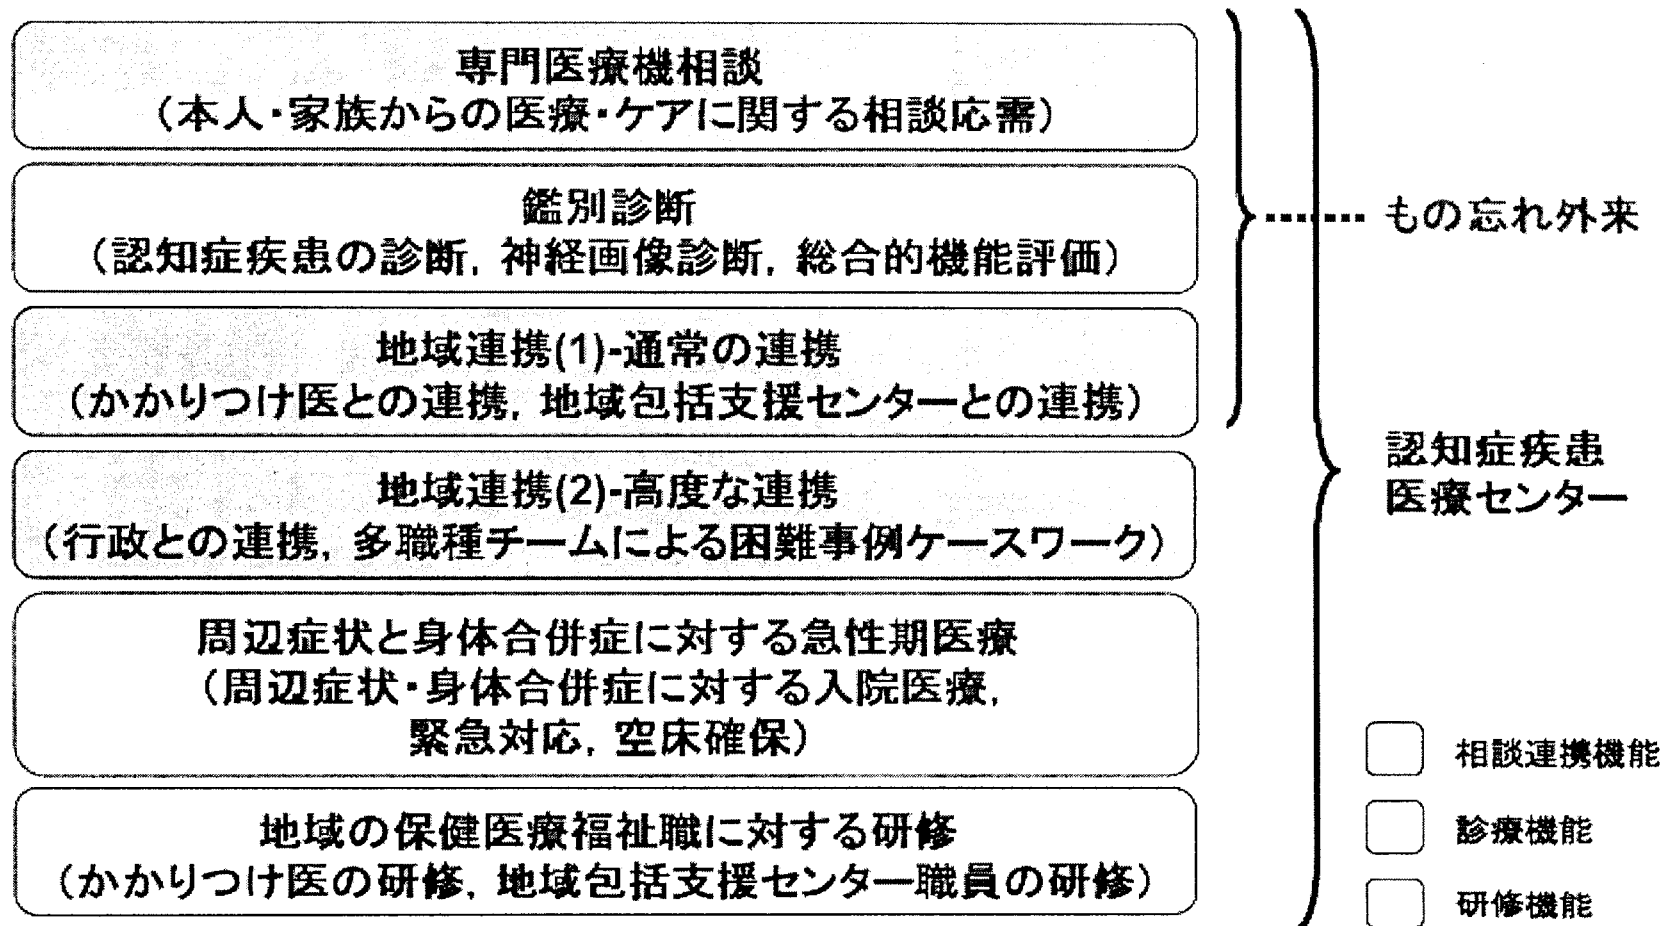 専門医療機相談
（本人・家族からの医療・ケアに関する相談応需）
鑑別診断
（認知症疾患の診断, 神経画像診断, 総合的機能評価）
地域連携(1)-通常の連携
（かかりつけ医との連携, 地域包括支援センターとの連携）
地域連携(2)-高度な連携
（行政との連携, 多職種チームによる困難事例ケースワーク）
周辺症状と身体合併症に対する急性期医療
（周辺症状・身体合併症に対する入院医療,
緊急対応, 空床確保）
地域の保健医療福祉職に対する研修
（かかりつけ医の研修, 地域包括支援センター職員の研修）
もの忘れ外来
認知症疾患
医療センター
相談連携機能
診療機能
研修機能